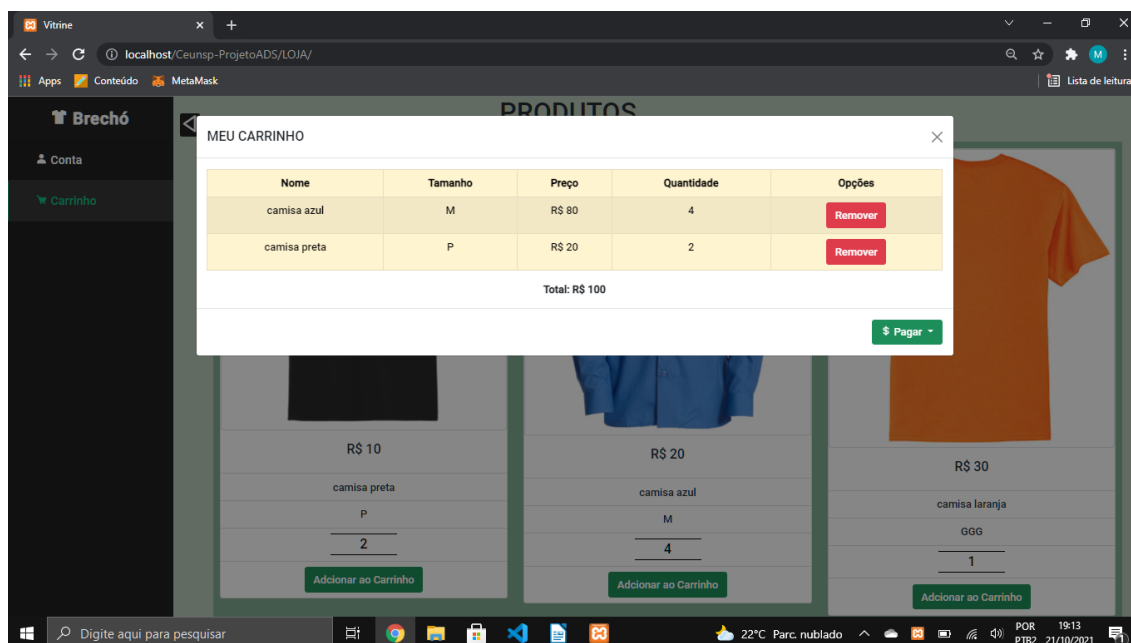 Vitrine
localhost/Ceunsp-ProjetoADS/LOJA/
M
Apps Conteúdo MetaMask Lista de leitura
Brechó
PRODUTOS
Conta
Carrinho
MEU CARRINHO
Nome Tamanho Preço Quantidade Opções
camisa azul M R$ 80 4 Remover
camisa preta P R$ 20 2 Remover
Total: R$ 100
$ Pagar
R$ 10
camisa preta
P
2
Adcionar ao Carrinho
R$ 20
camisa azul
M
4
Adcionar ao Carrinho
R$ 30
camisa laranja
GGG
1
Adcionar ao Carrinho
Digite aqui para pesquisar
22°C Parc. nublado
POR
PTB2
19:13
21/10/2021